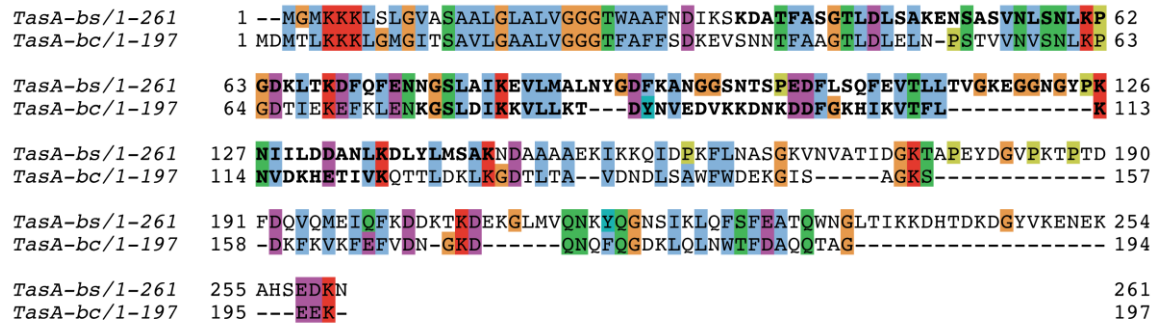 TasA-bs/1-261 1 --MGMKKKLSLGVASAALGLALVGGGTWAAFNDIKSKDATFASGTLDLSAKENSASVNLSNLKP 62
TasA-bc/1-197 1 MDMTLKKKLGMGITSAVLGAALVGGGTFAFFSDKEVSNNTFAAGTLDLELN-PSTVVNVSNLKP 63
TasA-bs/1-261 63 GDKLTKDFQFENNGSLAIKEVLMALNYGDFKANGGSNTSPEDFLSQFEVTLLTVGKEGGNGYPK 126
TasA-bc/1-197 64 GDTIEKEFKLENKGSLDIKKVLLKT---DYNVEDVKKDNKDDFGKHIKVTFL-----------K 113
TasA-bs/1-261 127 NIILDDANLKDLYLMSAKNDAAAAEKIKKQIDPKFLNASGKVNVATIDGKTAPEYDGVPKTPTD 190
TasA-bc/1-197 114 NVDKHETIVKQTTLDKLKGDTLTA--VDNDLSAWFWDEKGIS-----AGKS------------- 157
TasA-bs/1-261 191 FDQVQMEIQFKDDKTKDEKGLMVQNKYQGNSIKLQFSFEATQWNGLTIKKDHTDKDGYVKENEK 254
TasA-bc/1-197 158 -DKFKVKFEFVDN-GKD------QNQFQGDKLQLNWTFDAQQTAG------------------- 194
TasA-bs/1-261 255 AHSEDKN 261
TasA-bc/1-197 195 ---EEK- 197